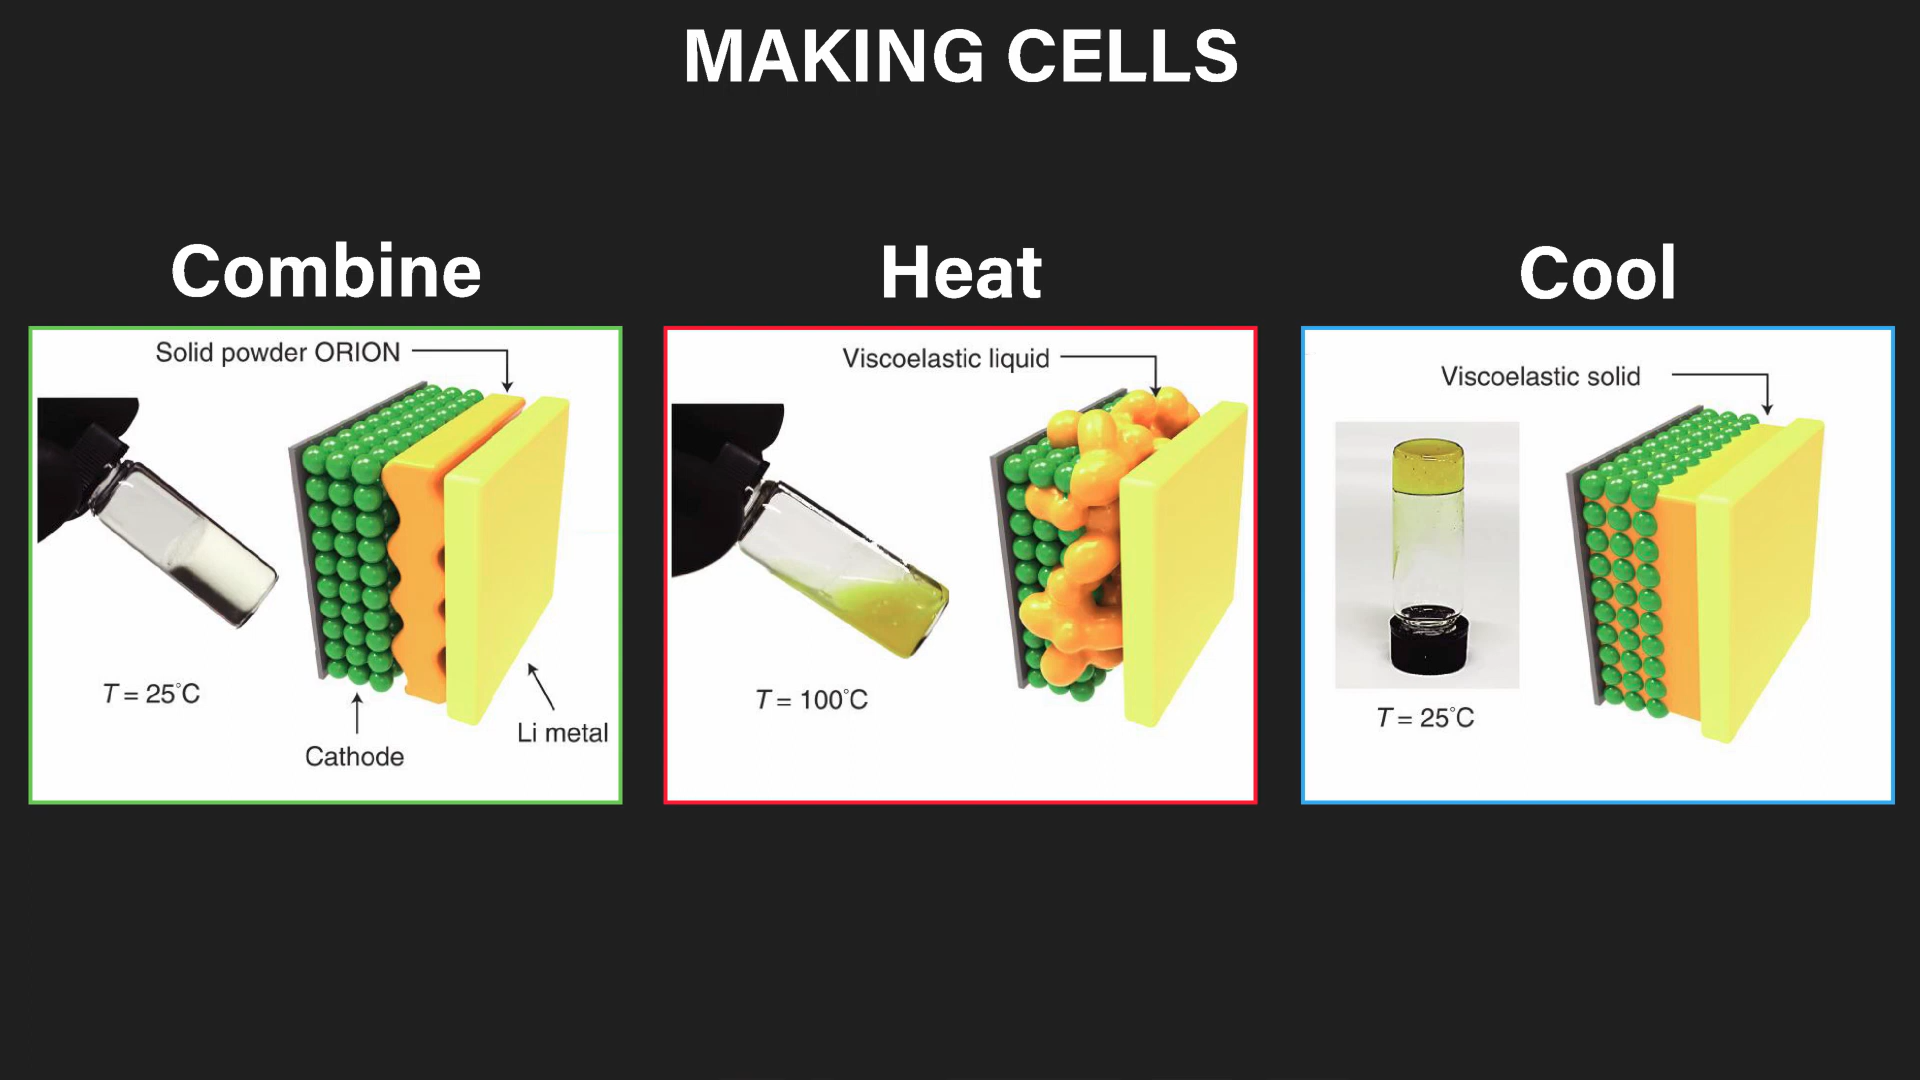 MAKING CELLS
Combine
Heat
Cool
Solid powder ORION
T = 25°C
Cathode
Li metal
Viscoelastic liquid
T = 100°C
Viscoelastic solid
T = 25°C